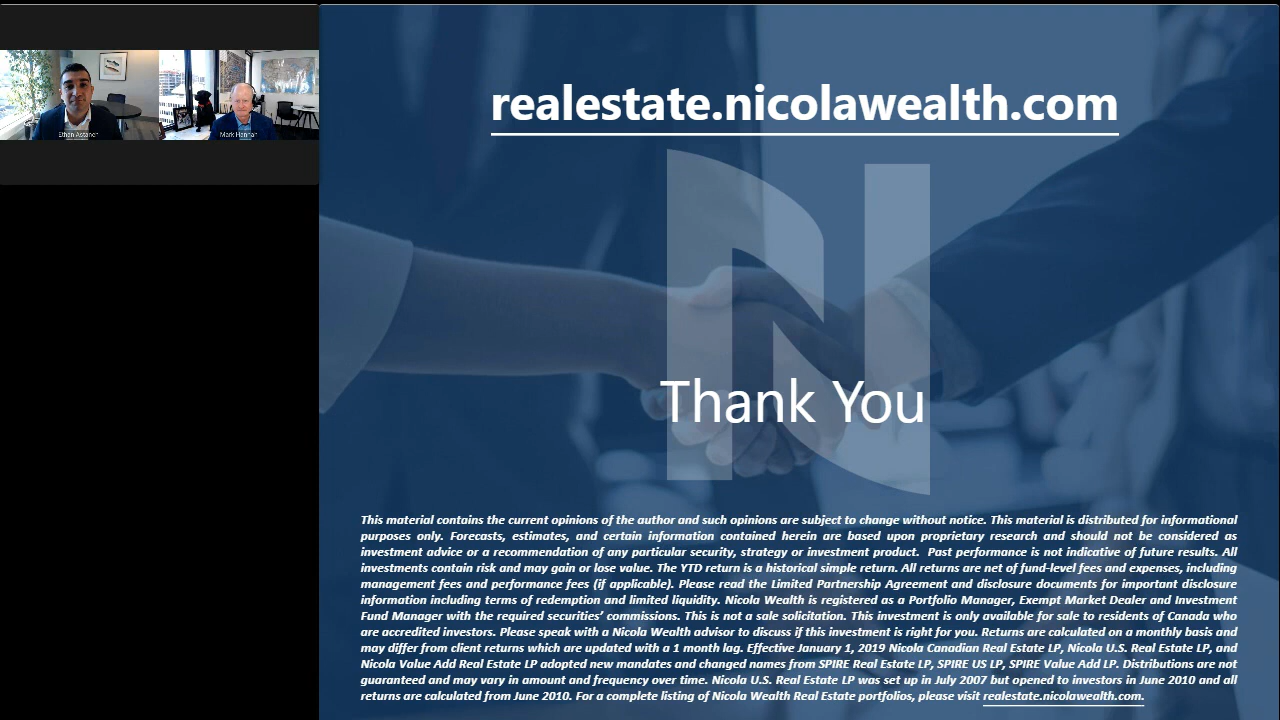 Ethan Astaneh
Mark Hannah
realestate.nicolawealth.com
Thank You
This material contains the current opinions of the author and such opinions are subject to change without notice. This material is distributed for informational
purposes only. Forecasts, estimates, and certain information contained herein are based upon proprietary research and should not be considered as
investment advice or a recommendation of any particular security, strategy or investment product. Past performance is not indicative of future results. All
investments contain risk and may gain or lose value. The YTD return is a historical simple return. All returns are net of fund-level fees and expenses, including
management fees and performance fees (if applicable). Please read the Limited Partnership Agreement and disclosure documents for important disclosure
information including terms of redemption and limited liquidity. Nicola Wealth is registered as a Portfolio Manager, Exempt Market Dealer and Investment
Fund Manager with the required securities' commissions. This is not a sale solicitation. This investment is only available for sale to residents of Canada who
are accredited investors. Please speak with a Nicola Wealth advisor to discuss if this investment is right for you. Returns are calculated on a monthly basis and
may differ from client returns which are updated with a 1 month lag. Effective January 1, 2019 Nicola Canadian Real Estate LP, Nicola U.S. Real Estate LP, and
Nicola Value Add Real Estate LP adopted new mandates and changed names from SPIRE Real Estate LP, SPIRE US LP, SPIRE Value Add LP. Distributions are not
guaranteed and may vary in amount and frequency over time. Nicola U.S. Real Estate LP was set up in July 2007 but opened to investors in June 2010 and all
returns are calculated from June 2010. For a complete listing of Nicola Wealth Real Estate portfolios, please visit realestate.nicolawealth.com.